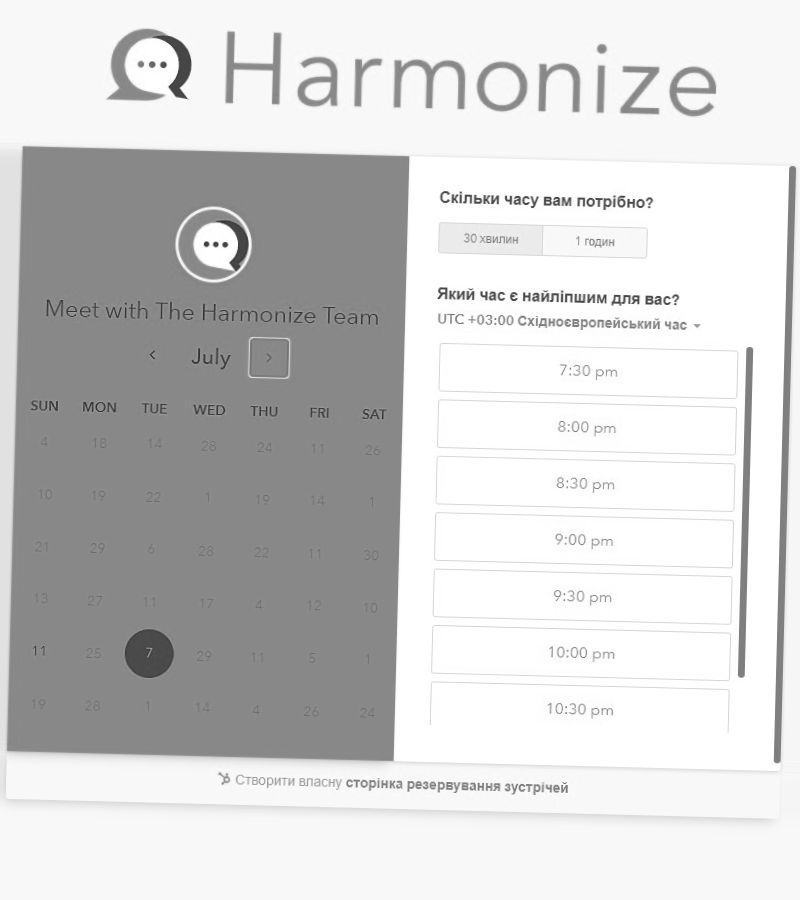 Harmonize
Meet with The Harmonize Team
July
SUN MON TUE WED THU FRI SAT
4 18 14 28 24 11 26
10 19 22 1 19 14 1
21 29 6 28 22 11 30
13 27 11 17 4 12 10
11 25 7 29 11 5 1
19 28 1 14 4 26 24
Скільки часу вам потрібно?
30 хвилин 1 годин
Який час є найліпшим для вас?
UTC +03:00 Східноєвропейський час
7:30 pm
8:00 pm
8:30 pm
9:00 pm
9:30 pm
10:00 pm
10:30 pm
Створити власну сторінка резервування зустрічей